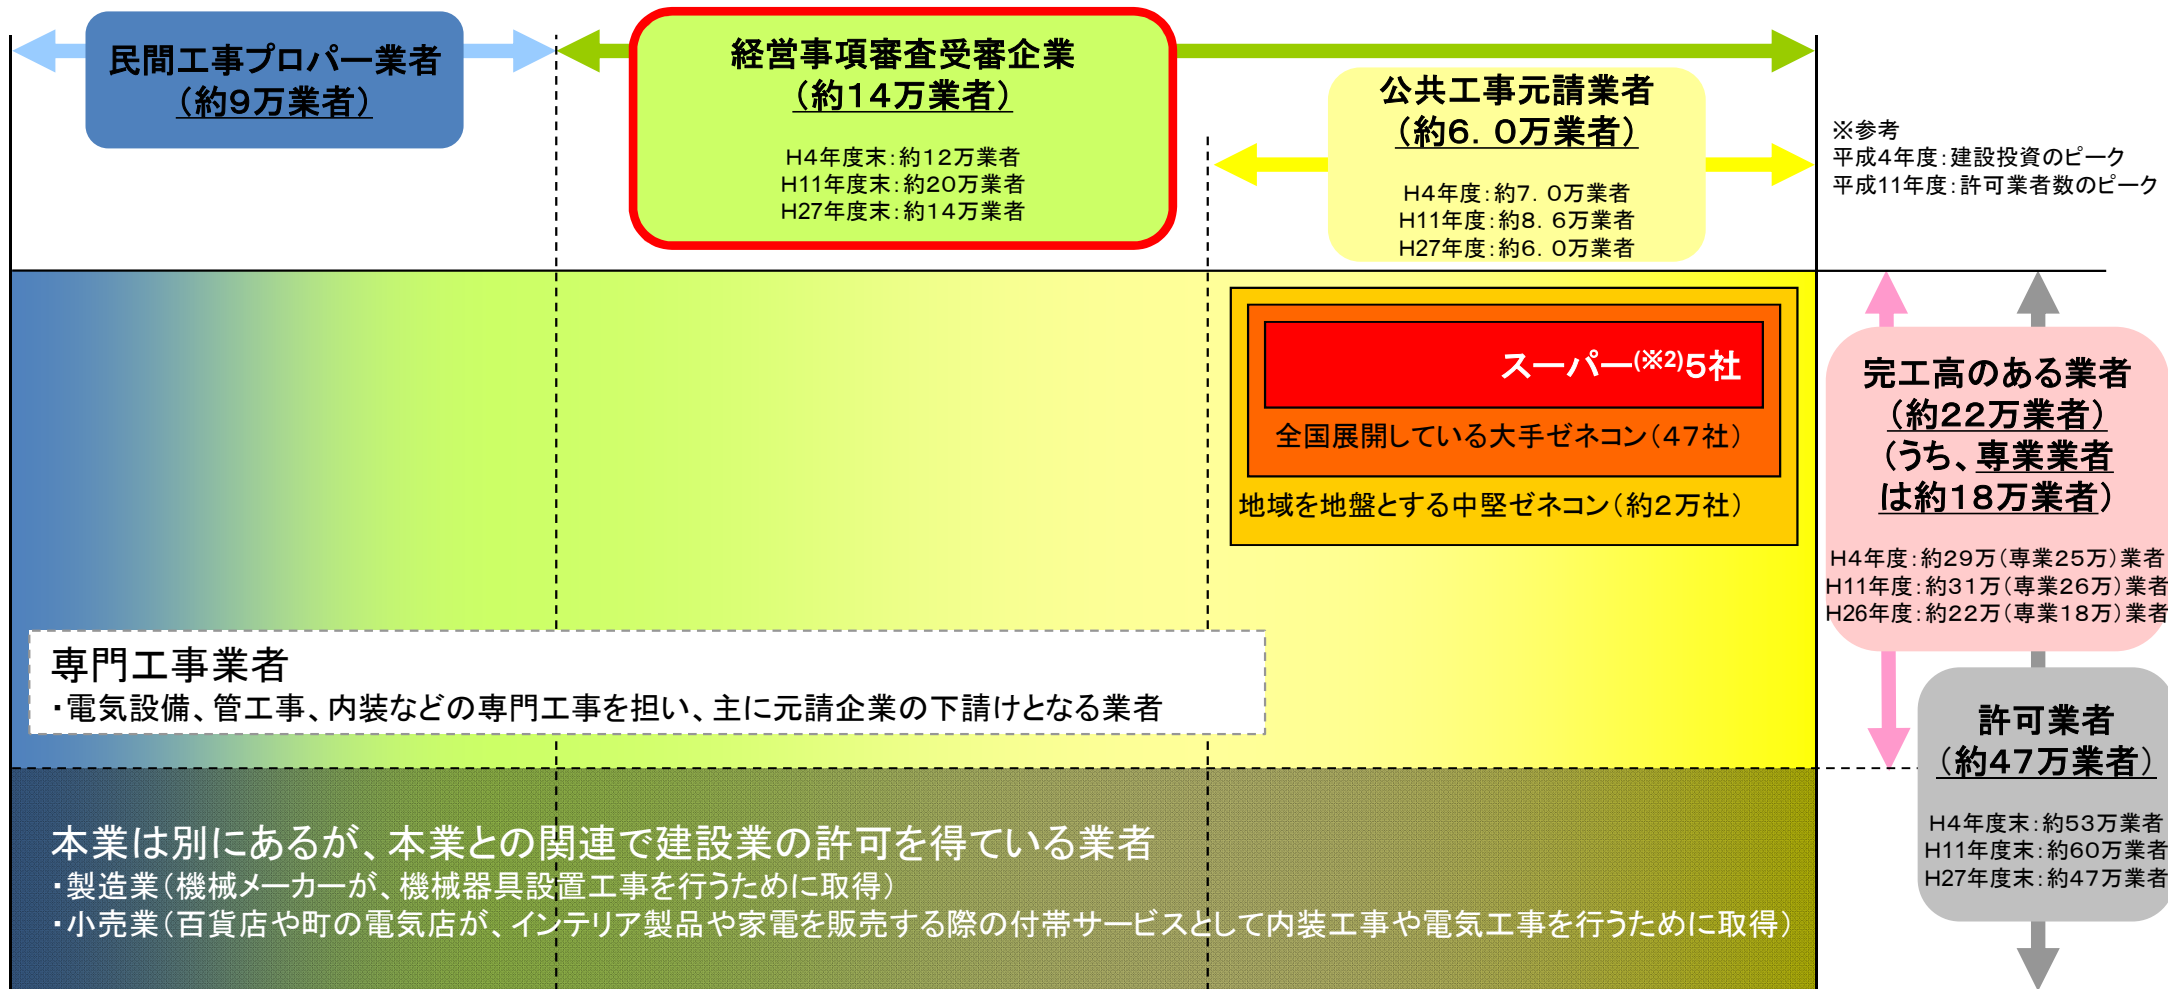 民間工事プロパー業者
(約9万業者)
経営事項審査受審企業
(約14万業者)
H4年度末:約12万業者
H11年度末:約20万業者
H27年度末:約14万業者
公共工事元請業者
(約6.0万業者)
H4年度:約7.0万業者
H11年度:約8.6万業者
H27年度:約6.0万業者
※参考
平成4年度:建設投資のピーク
平成11年度:許可業者数のピーク
スーパー(※2)5社
全国展開している大手ゼネコン(47社)
地域を地盤とする中堅ゼネコン(約2万社)
完工高のある業者
(約22万業者)
(うち、専業業者
は約18万業者)
H4年度:約29万(専業25万)業者
H11年度:約31万(専業26万)業者
H26年度:約22万(専業18万)業者
専門工事業者
・電気設備、管工事、内装などの専門工事を担い、主に元請企業の下請けとなる業者
許可業者
(約47万業者)
H4年度末:約53万業者
H11年度末:約60万業者
H27年度末:約47万業者
本業は別にあるが、本業との関連で建設業の許可を得ている業者
・製造業(機械メーカーが、機械器具設置工事を行うために取得)
・小売業(百貨店や町の電気店が、インテリア製品や家電を販売する際の付帯サービスとして内装工事や電気工事を行うために取得)